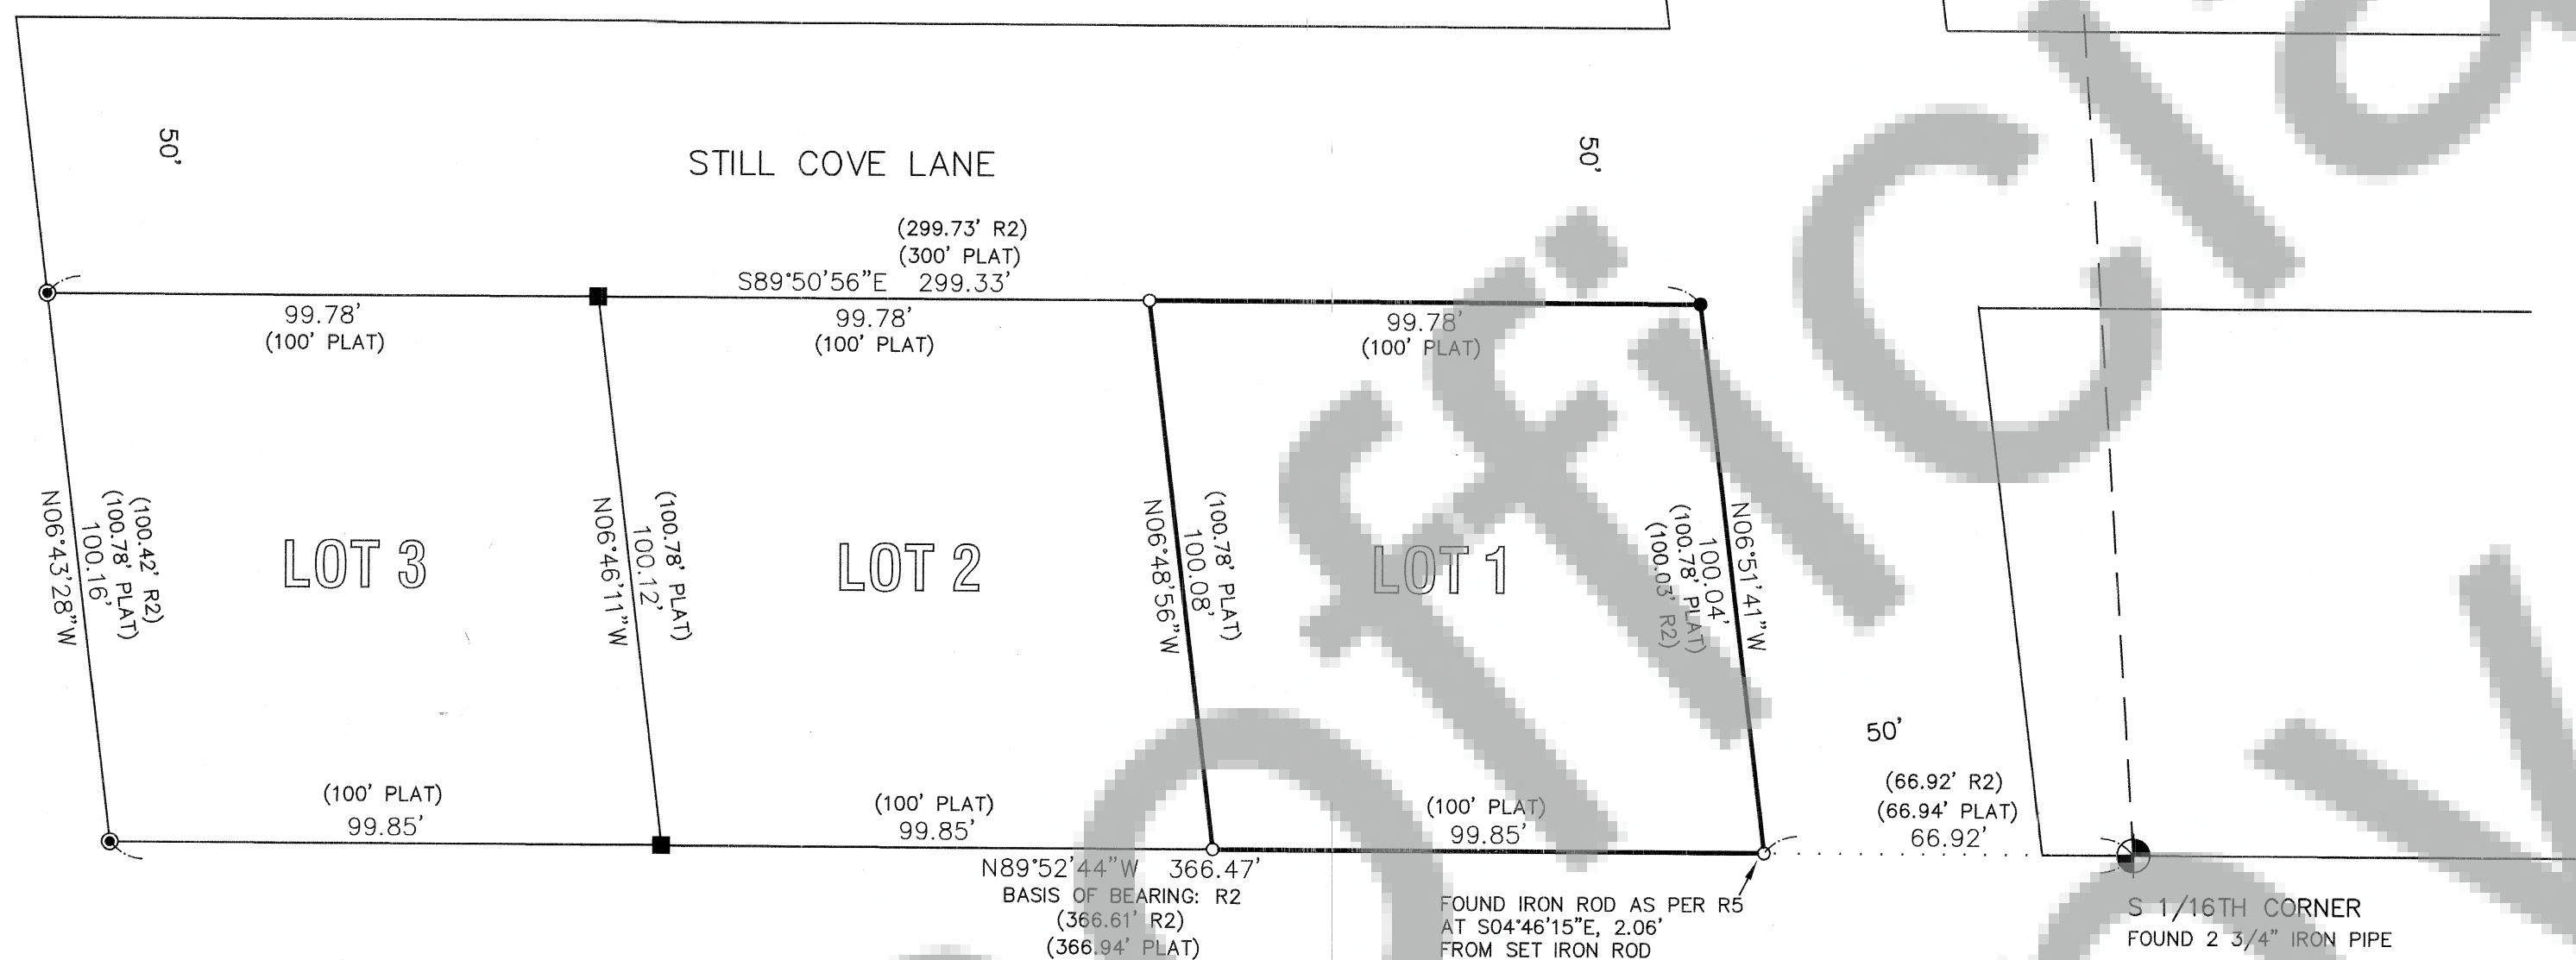 50'
50'
STILL COVE LANE
(299.73' R2)
(300' PLAT)
S89°50'56"E 299.33'
99.78'
(100' PLAT)
99.78'
(100' PLAT)
99.78'
(100' PLAT)
N06°43'28"W
100.16'
(100.78' PLAT)
(100.42' R2)
LOT 3
N06°46'11"W
100.12'
(100.78' PLAT)
LOT 2
N06°48'56"W
100.08'
(100.78' PLAT)
LOT 1
(100.03' R2)
(100.78' PLAT)
100.04'
N06°51'41"W
50'
(66.92' R2)
(66.94' PLAT)
66.92'
(100' PLAT)
99.85'
(100' PLAT)
99.85'
(100' PLAT)
99.85'
N89°52'44"W 366.47'
BASIS OF BEARING: R2
(366.61' R2)
(366.94' PLAT)
FOUND IRON ROD AS PER R5
AT S04°46'15"E, 2.06'
FROM SET IRON ROD
S 1/16TH CORNER
FOUND 2 3/4" IRON PIPE